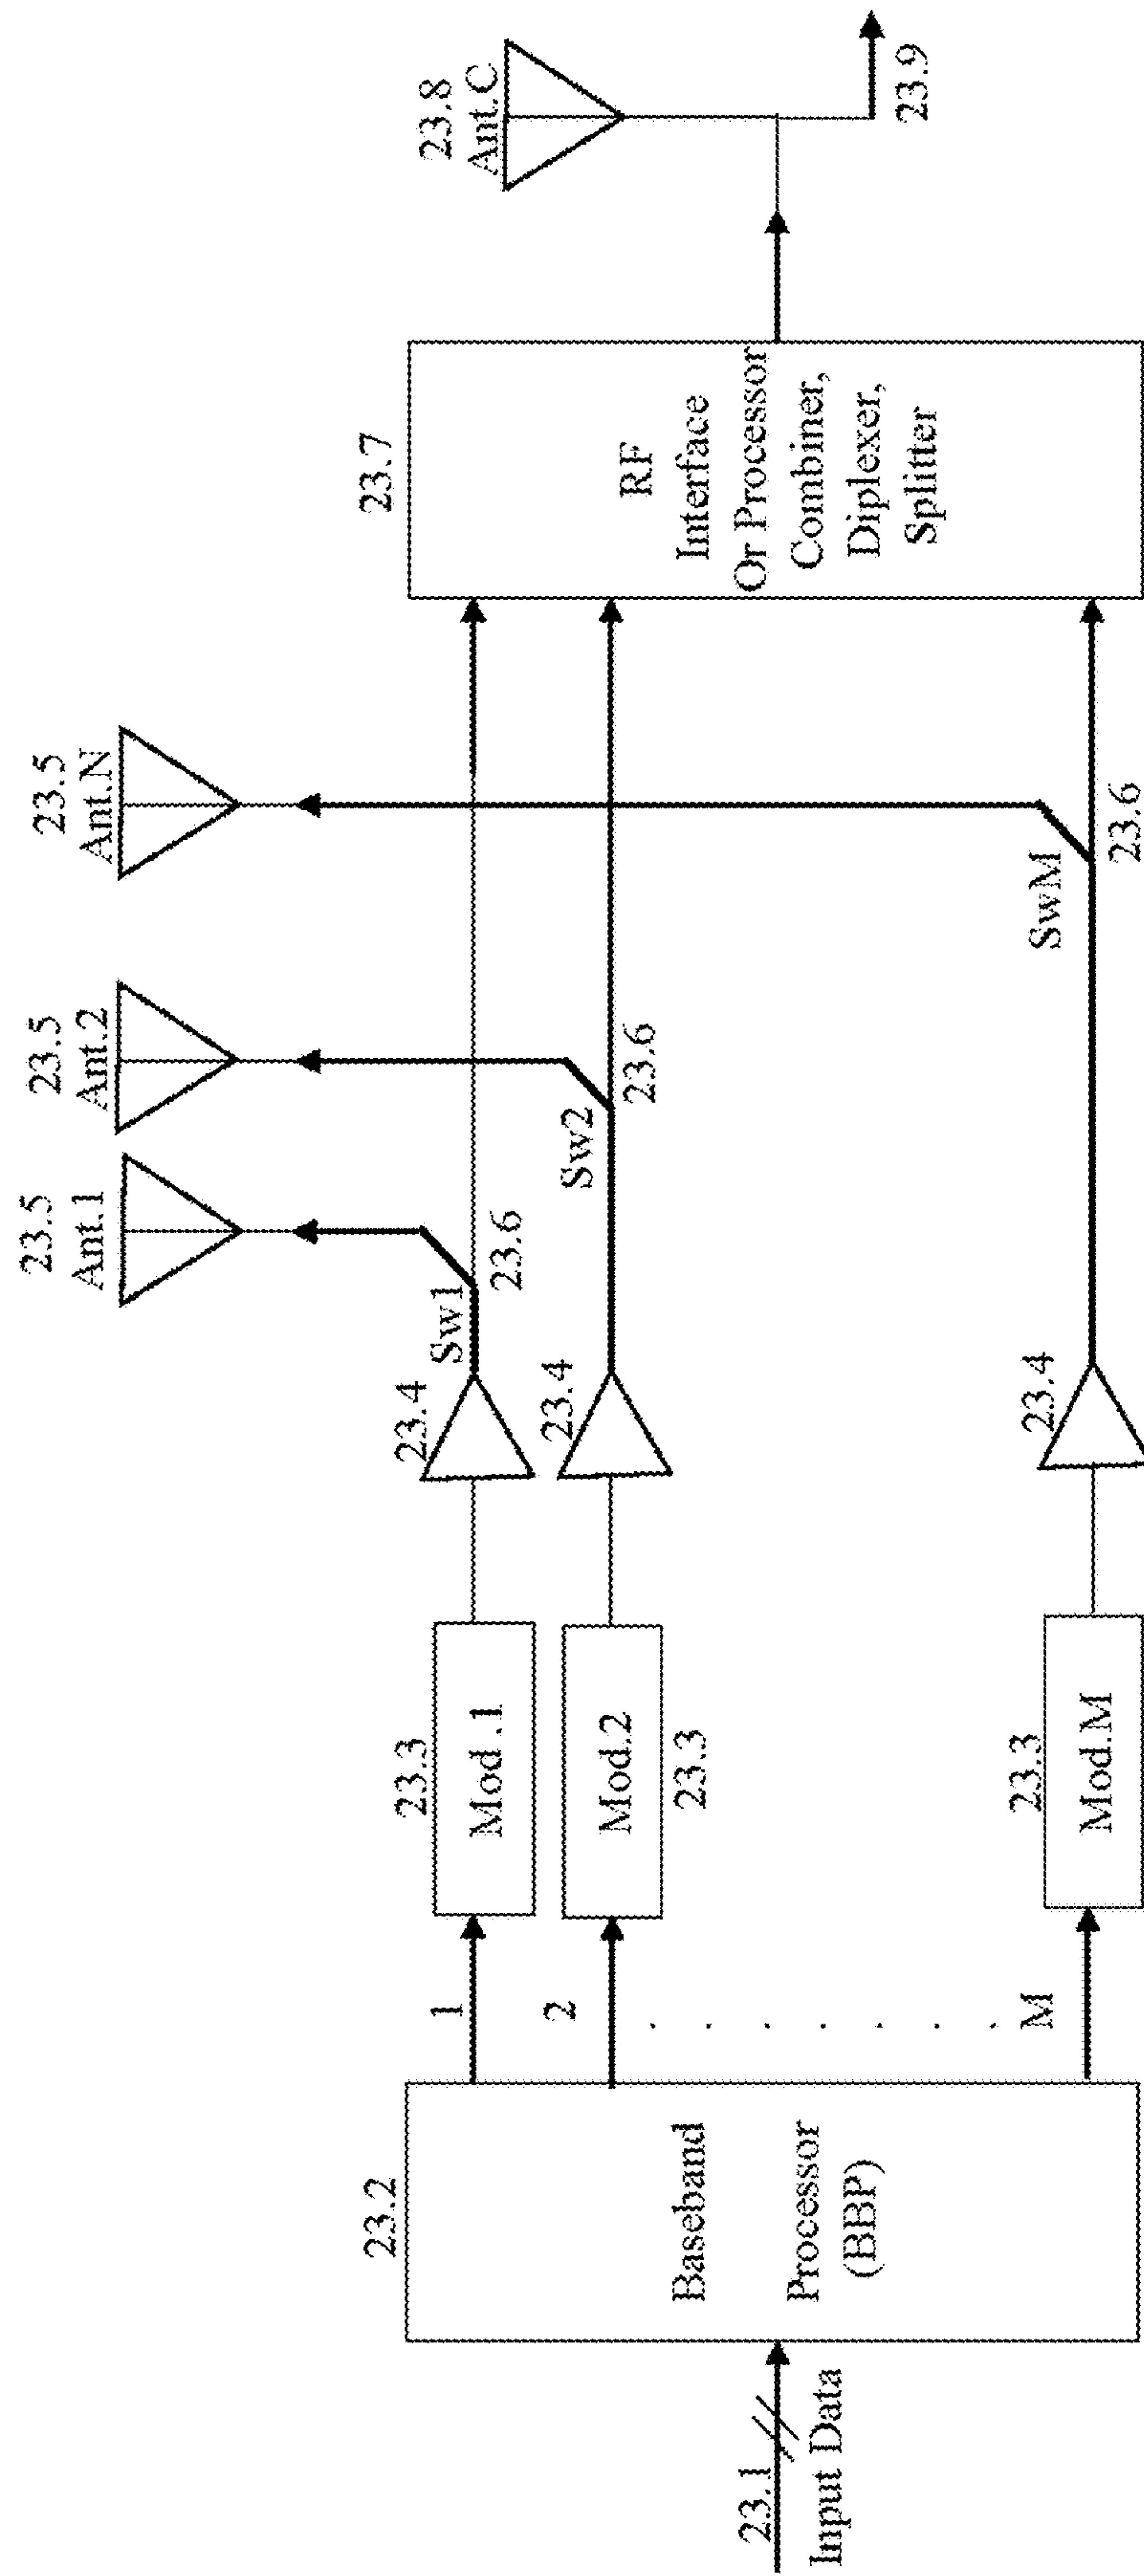 23.1
Input Data
23.2
Baseband
Processor
(BBP)
1
2
. . . . . . .
M
23.3
Mod.1
Mod.2
23.3
23.3
Mod.M
23.4
23.4
23.4
Sw1
23.6
Sw2
23.6
SwM
23.6
23.5
Ant.1
23.5
Ant.2
23.5
Ant.N
23.7
RF
Interface
Or Processor
Combiner,
Diplexer,
Splitter
23.8
Ant.C
23.9